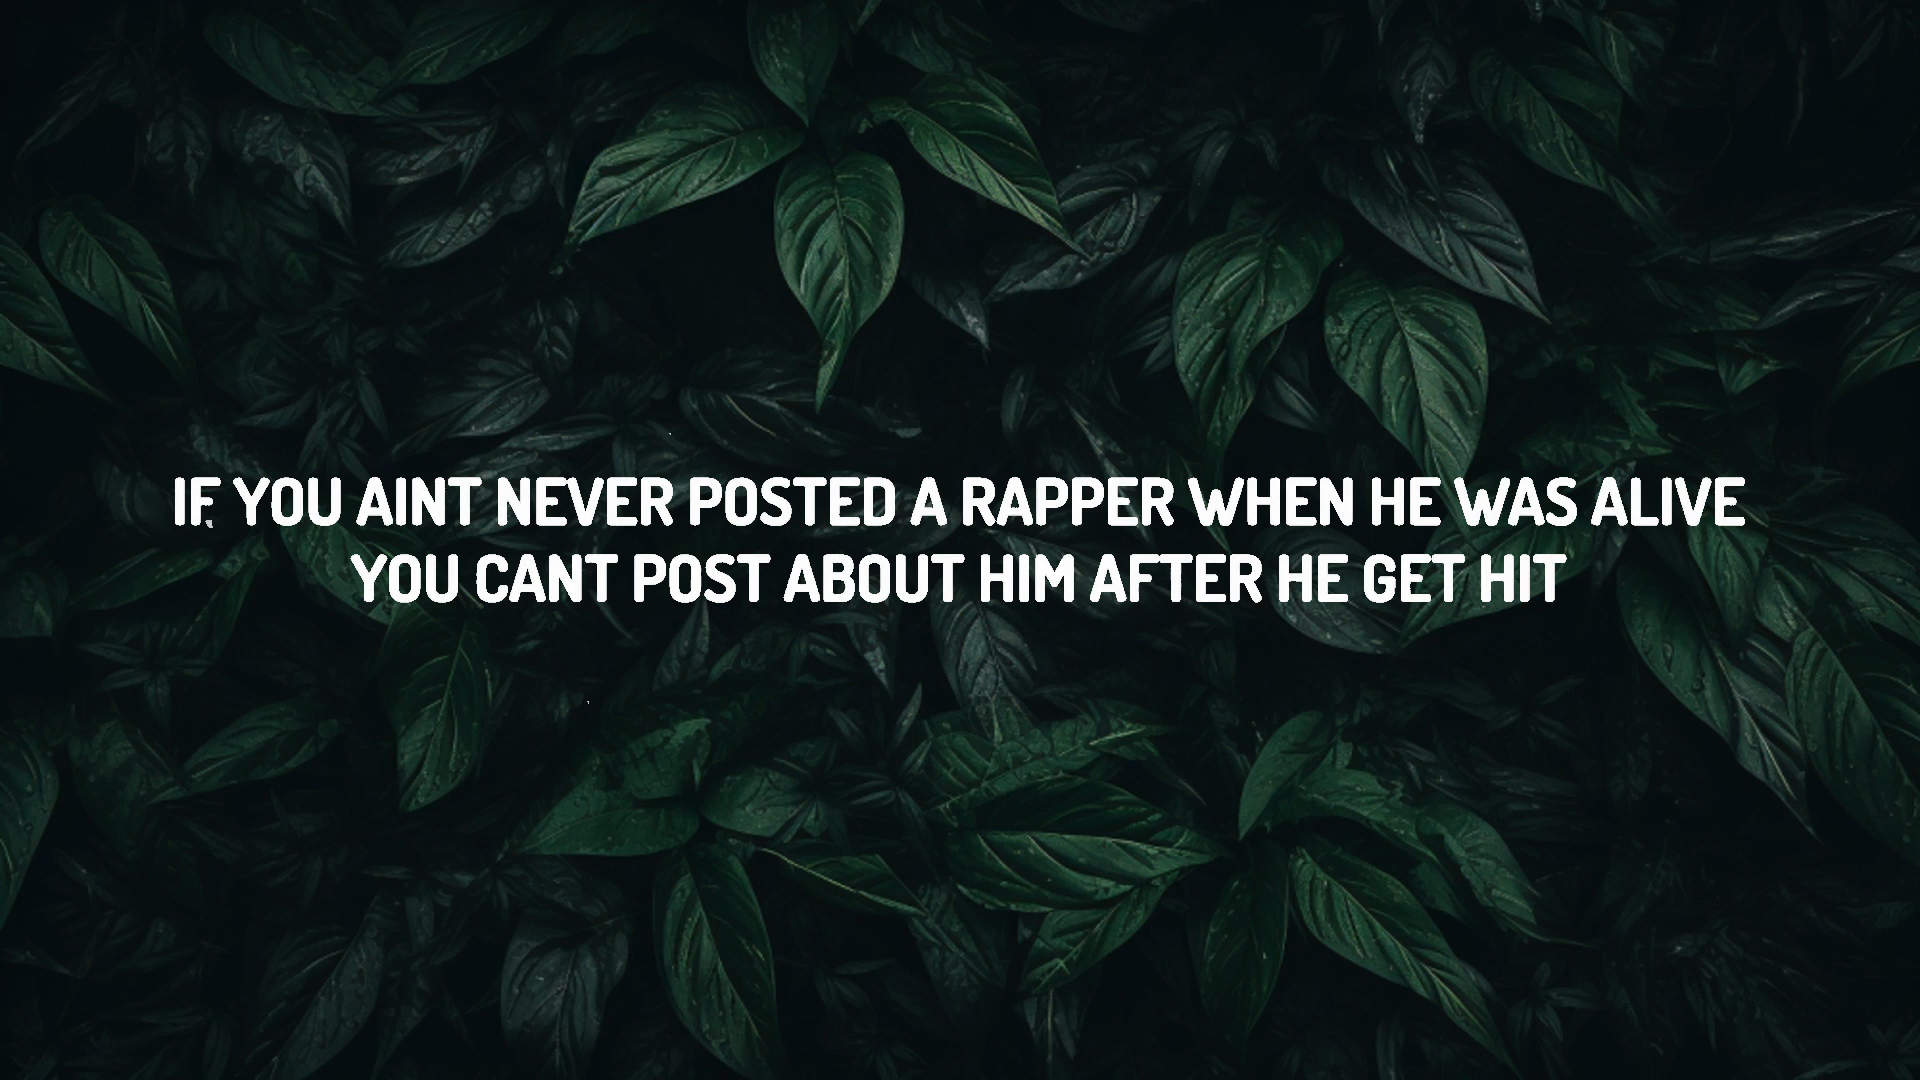 IF YOU AINT NEVER POSTED A RAPPER WHEN HE WAS ALIVE
YOU CANT POST ABOUT HIM AFTER HE GET HIT